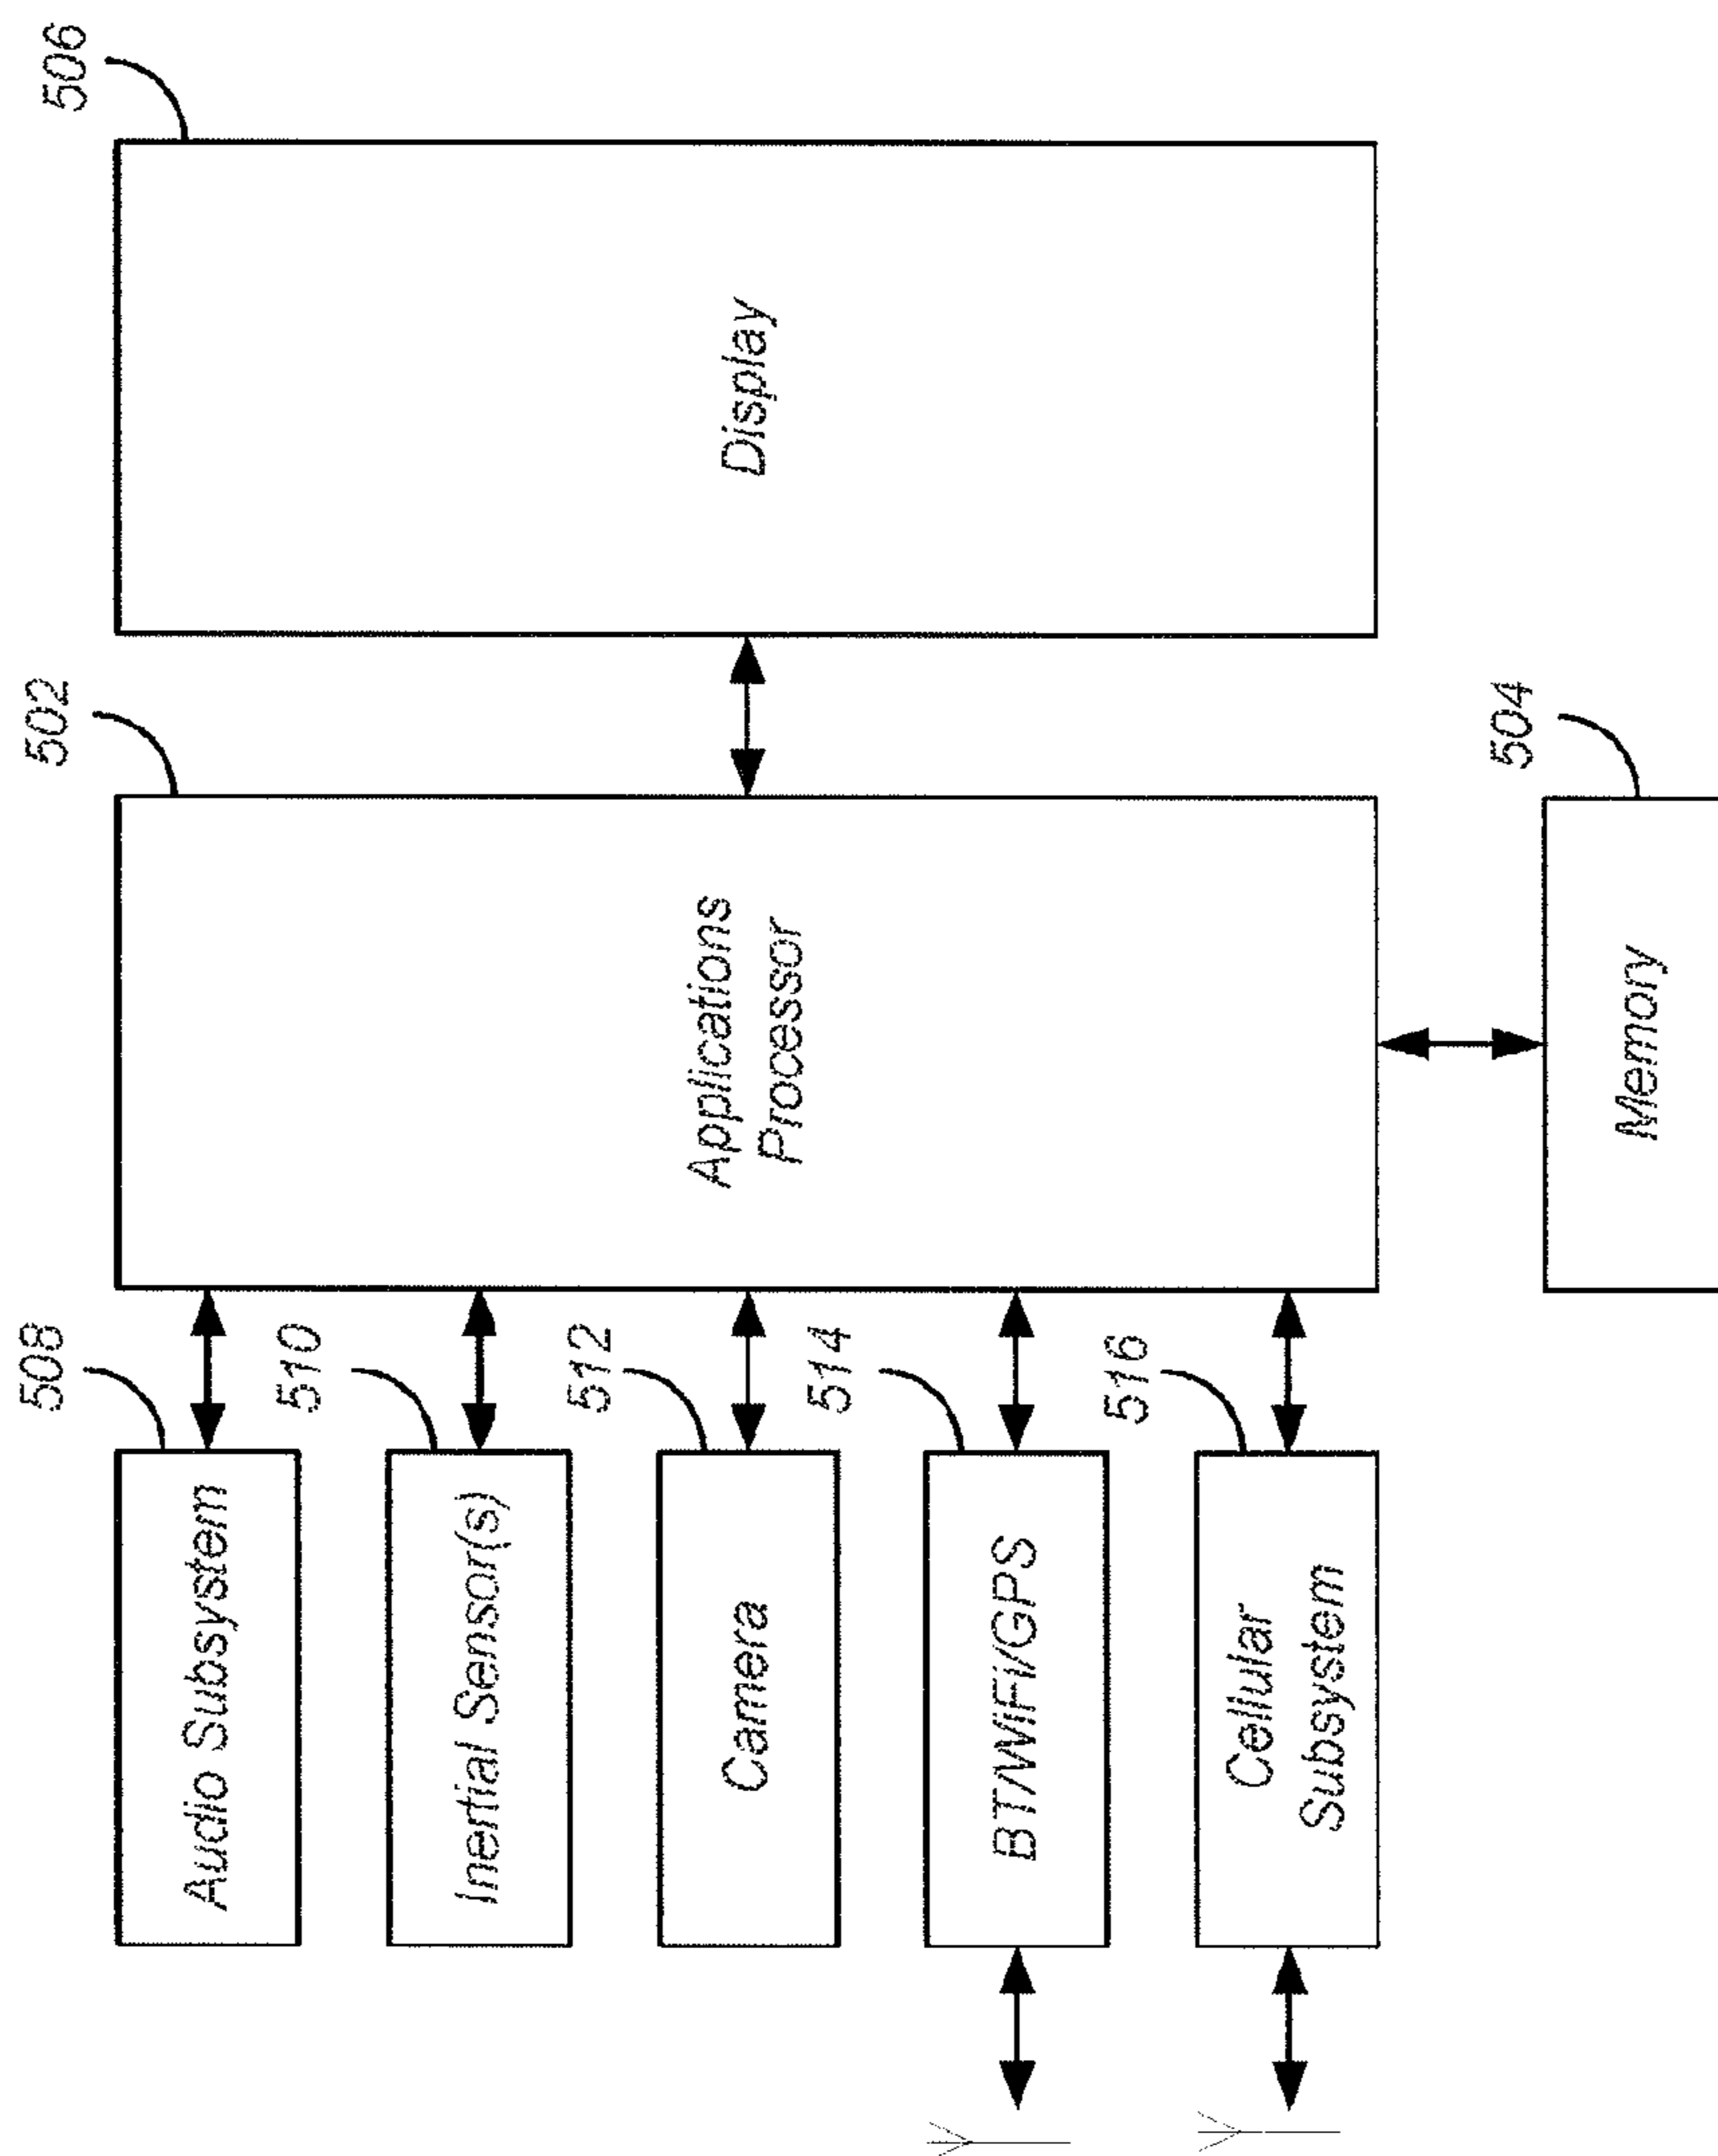 508
Audio Subsystem
510
Inertial Sensor(s)
512
Camera
514
BT/WiFi/GPS
516
Cellular
Subsystem
502
Applications
Processor
506
Display
504
Memory